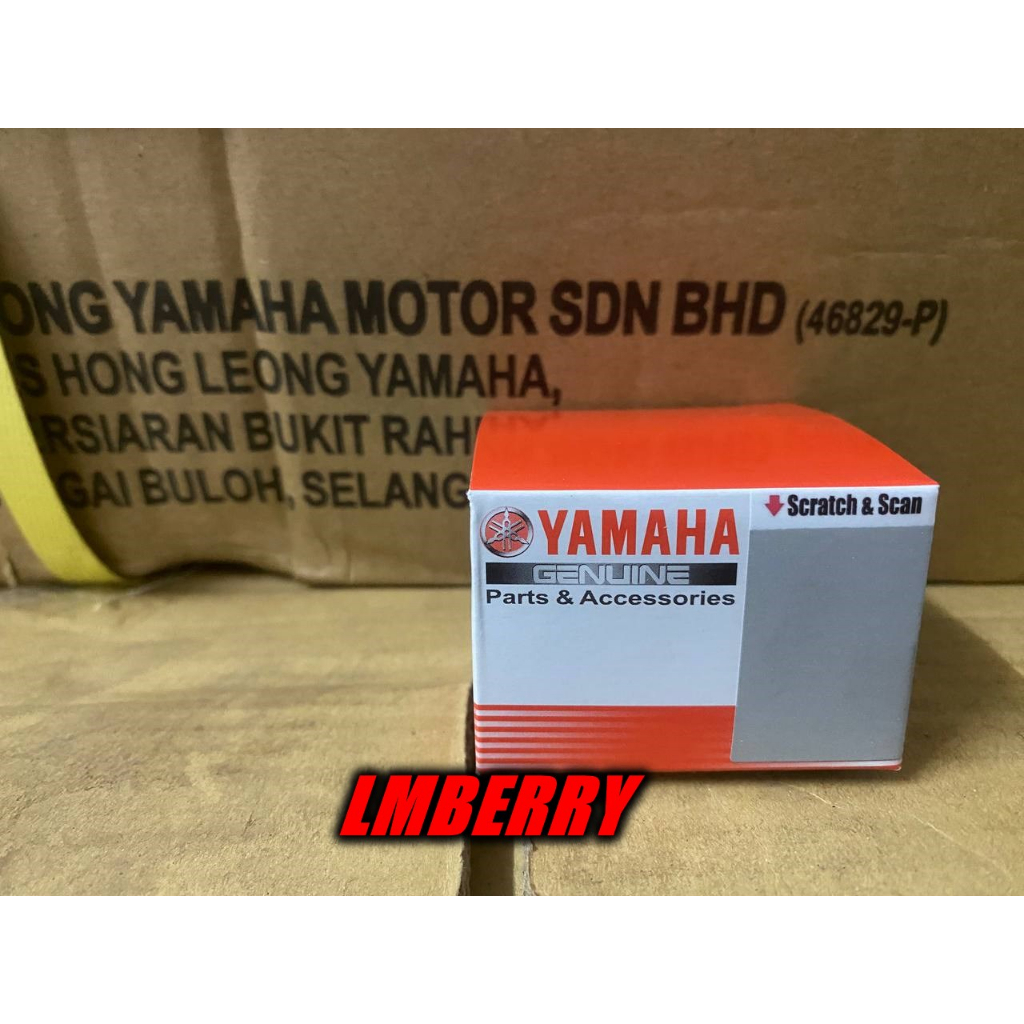 ONG YAMAHA MOTOR SDN BHD (46829-P)
S HONG LEONG YAMAHA,
RSIARAN BUKIT RAH
GAI BULOH, SELANG
YAMAHA
GENUINE
Parts & Accessories
Scratch & Scan
LMBERRY